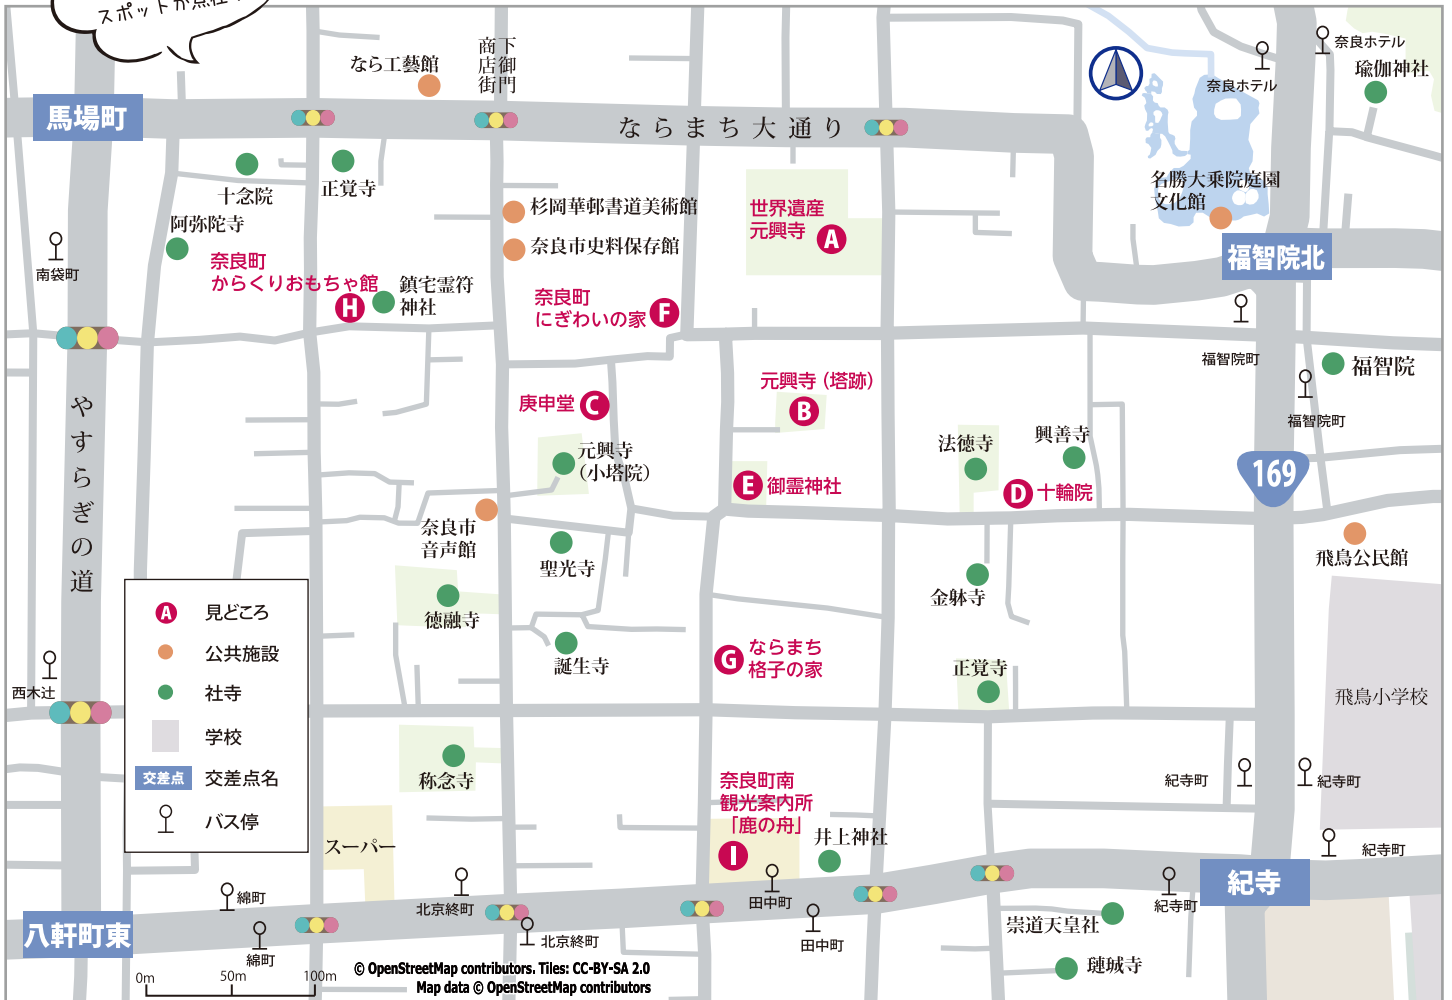 スポットが点在
なら工藝館
下御門
商店街
奈良ホテル
奈良ホテル
瑜伽神社
馬場町
ならまち大通り
十念院
正覚寺
阿弥陀寺
杉岡華邨書道美術館
奈良市史料保存館
世界遺産
元興寺
A
名勝大乗院庭園
文化館
福智院北
南袋町
奈良町
からくりおもちゃ館
H
鎮宅霊符
神社
奈良町
にぎわいの家
F
福智院町
福智院
福智院町
やすらぎの道
庚申堂
C
元興寺（塔跡）
B
元興寺
（小塔院）
E
御霊神社
法徳寺
興善寺
D
十輪院
169
奈良市
音声館
聖光寺
飛鳥公民館
金躰寺
徳融寺
誕生寺
G
ならまち
格子の家
正覚寺
飛鳥小学校
西木辻
A
見どころ
公共施設
社寺
学校
交差点
交差点名
バス停
称念寺
奈良町南
観光案内所
「鹿の舟」
I
井上神社
紀寺町
紀寺町
紀寺町
スーパー
紀寺
紀寺町
北京終町
田中町
綿町
八軒町東
綿町
北京終町
田中町
崇道天皇社
璉珹寺
0m
50m
100m
© OpenStreetMap contributors. Tiles: CC-BY-SA 2.0
Map data © OpenStreetMap contributors